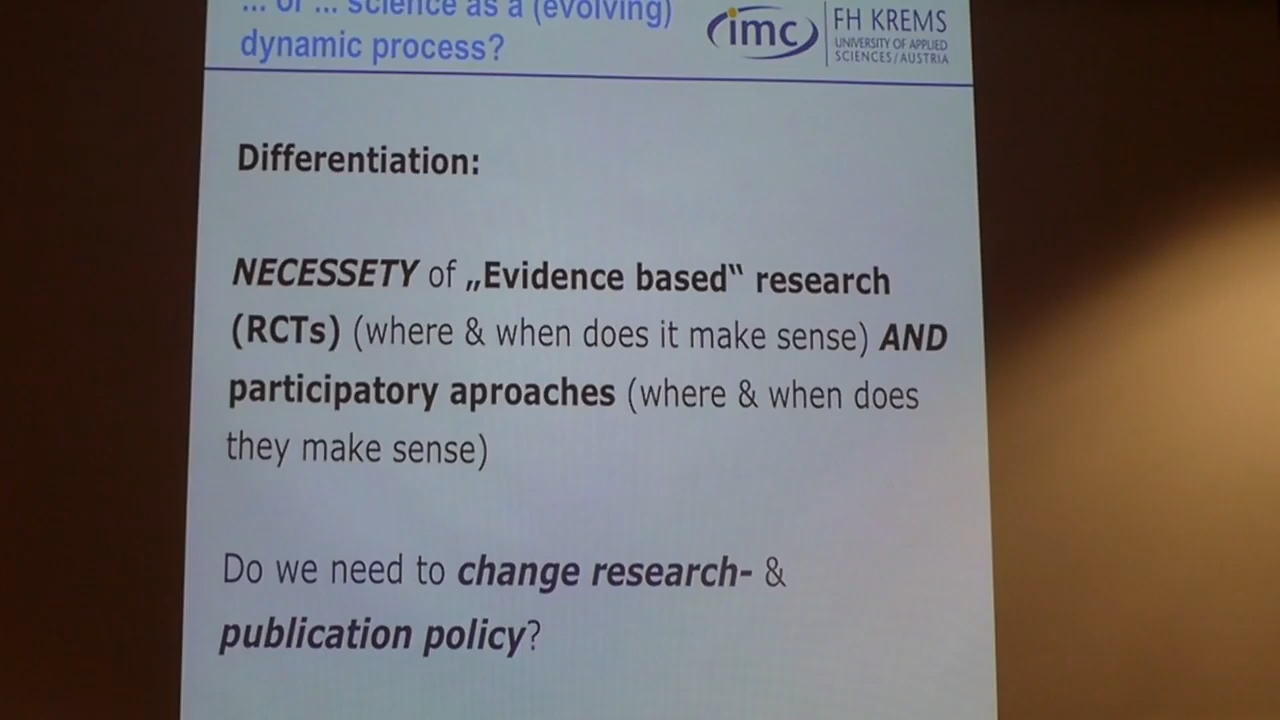 ... or ... science as a (evolving)
dynamic process?
imc
FH KREMS
UNIVERSITY OF APPLIED
SCIENCES/AUSTRIA
Differentiation:
NECESSETY of „Evidence based‟ research
(RCTs) (where & when does it make sense) AND
participatory aproaches (where & when does
they make sense)
Do we need to change research- &
publication policy?